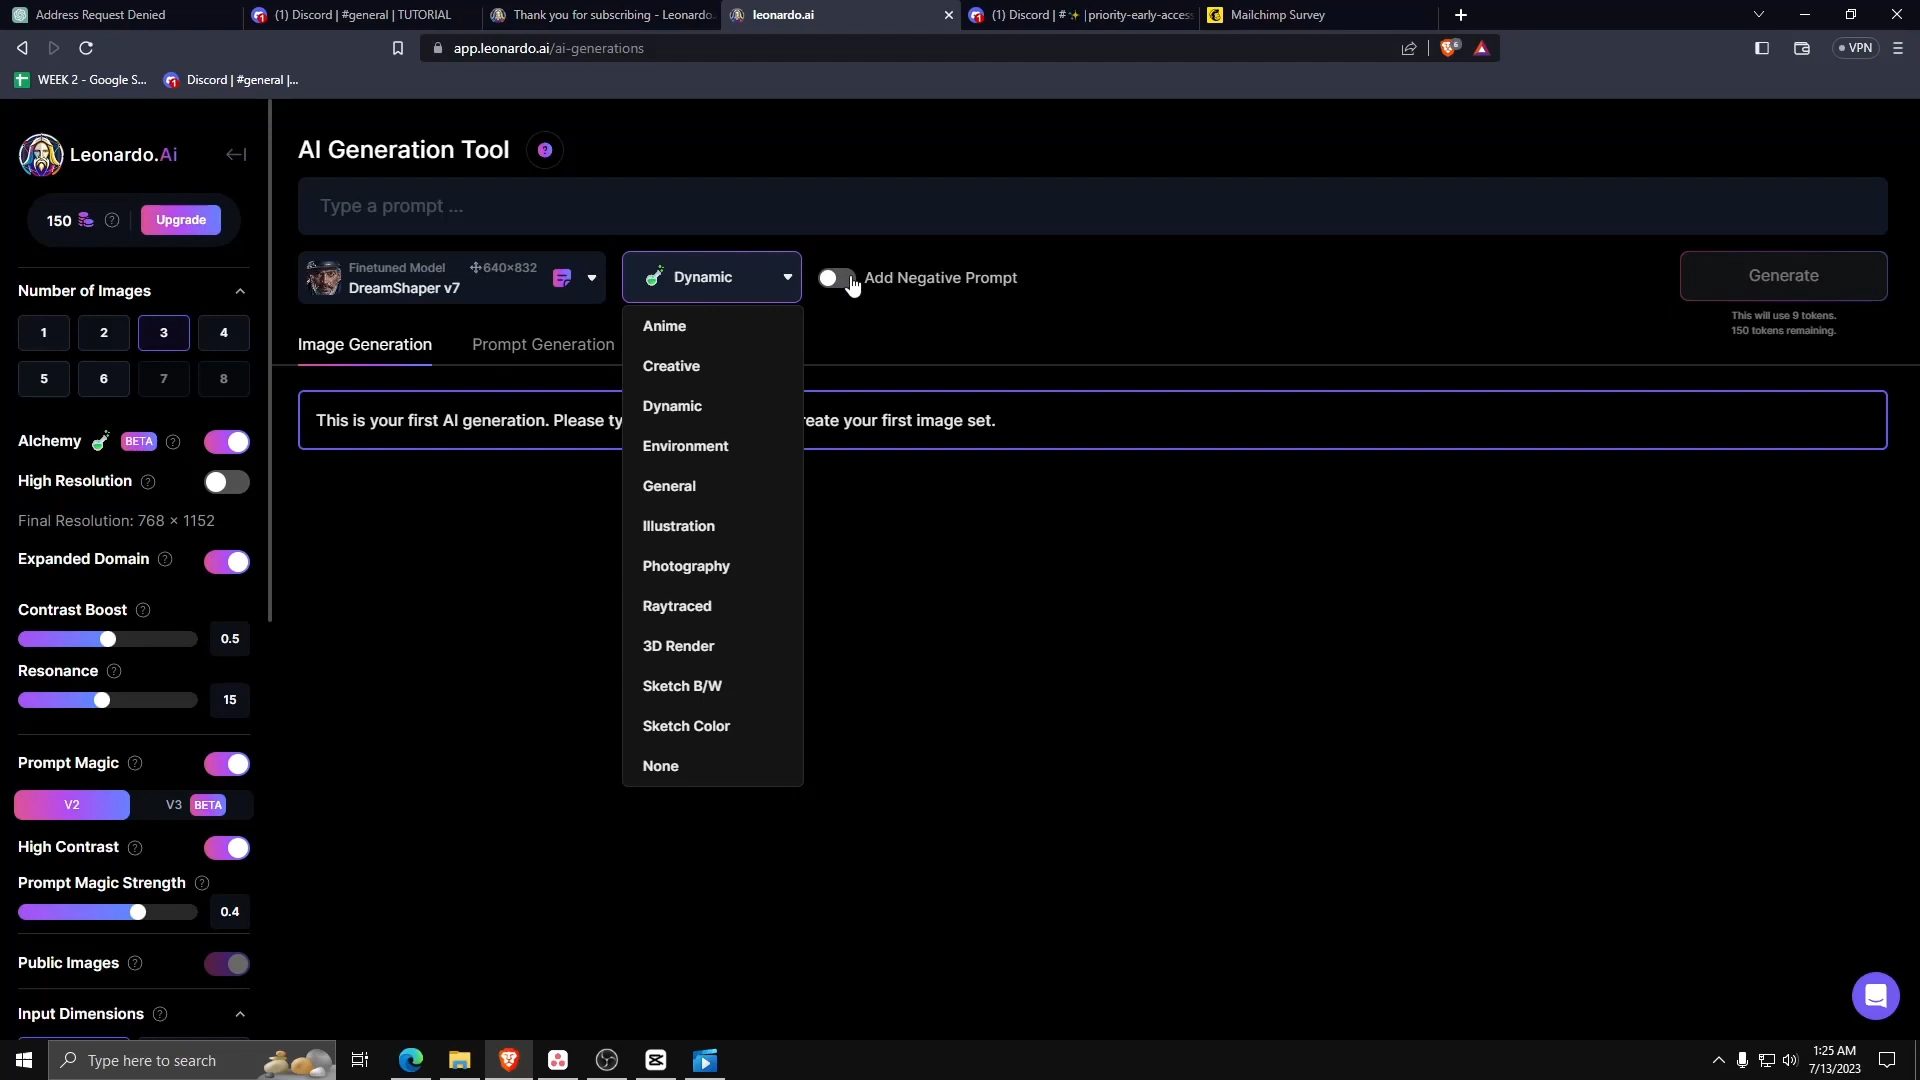 Address Request Denied
(1) Discord | #general | TUTORIAL
Thank you for subscribing - Leonardo.
leonardo.ai
(1) Discord | #✨ |priority-early-access
Mailchimp Survey
app.leonardo.ai/ai-generations
6
VPN
WEEK 2 - Google S...
Discord | #general |...
Leonardo.Ai
150
Upgrade
Number of Images
1 2 3 4
5 6 7 8
Alchemy BETA
High Resolution
Final Resolution: 768 × 1152
Expanded Domain
Contrast Boost
0.5
Resonance
15
Prompt Magic
V2 V3 BETA
High Contrast
Prompt Magic Strength
0.4
Public Images
Input Dimensions
AI Generation Tool
Type a prompt ...
Finetuned Model 640×832
DreamShaper v7
Dynamic
Add Negative Prompt
Generate
This will use 9 tokens.
150 tokens remaining.
Image Generation Prompt Generation
This is your first AI generation. Please ty reate your first image set.
Anime
Creative
Dynamic
Environment
General
Illustration
Photography
Raytraced
3D Render
Sketch B/W
Sketch Color
None
Type here to search
1:25 AM
7/13/2023